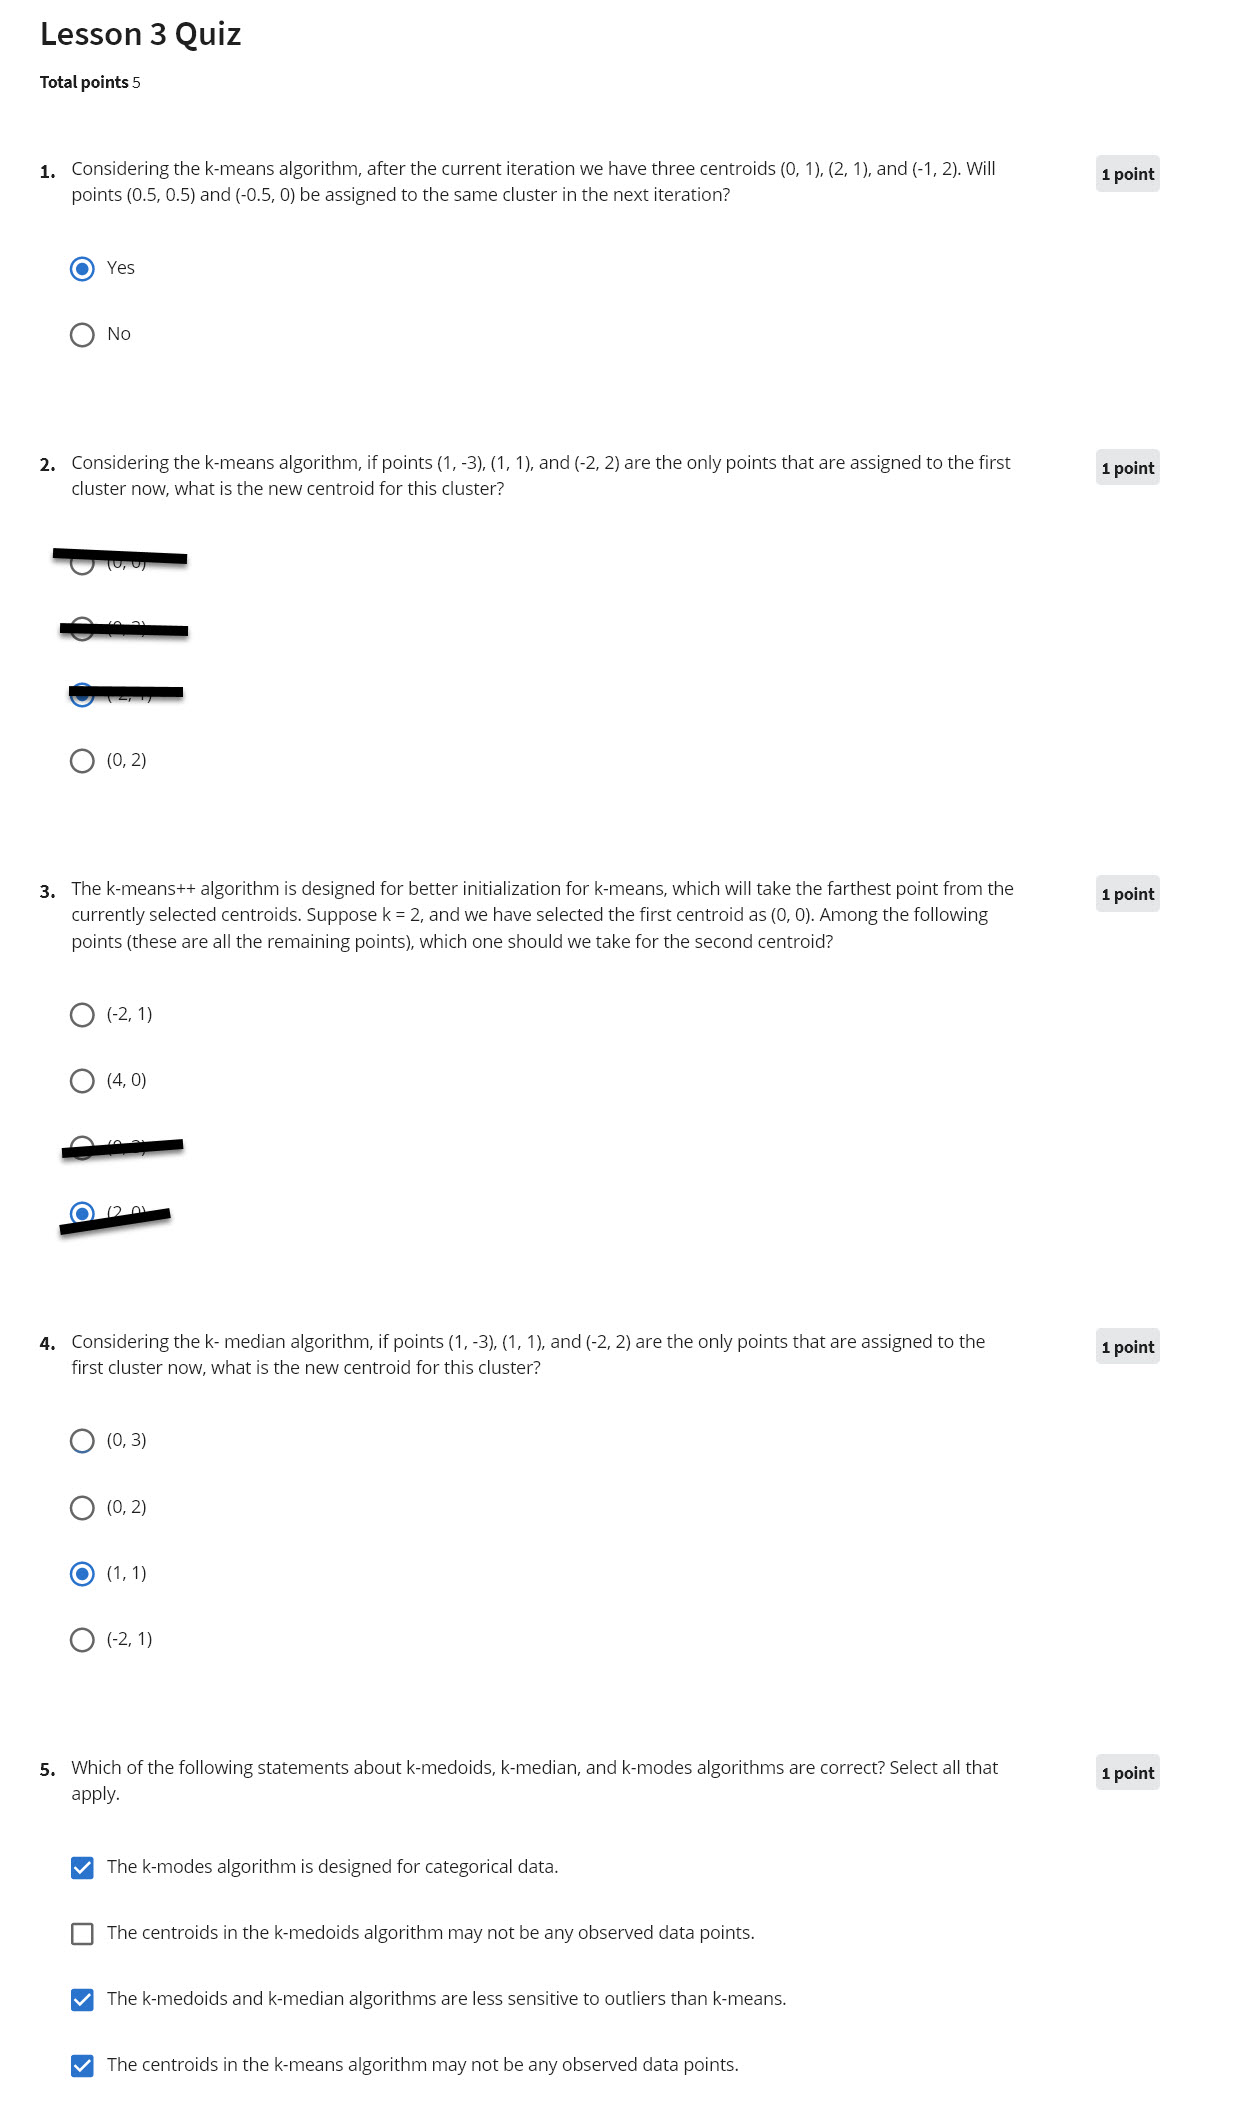 Lesson 3 Quiz
Total points 5
1. Considering the k-means algorithm, after the current iteration we have three centroids (0, 1), (2, 1), and (-1, 2). Will
1 point
points (0.5, 0.5) and (-0.5, 0) be assigned to the same cluster in the next iteration?
Yes
No
2. Considering the k-means algorithm, if points (1, -3), (1, 1), and (-2, 2) are the only points that are assigned to the first
1 point
cluster now, what is the new centroid for this cluster?
(0, 2)
3. The k-means++ algorithm is designed for better initialization for k-means, which will take the farthest point from the
1 point
currently selected centroids. Suppose k = 2, and we have selected the first centroid as (0, 0). Among the following
points (these are all the remaining points), which one should we take for the second centroid?
(-2, 1)
(4, 0)
(2, 0)
4. Considering the k- median algorithm, if points (1, -3), (1, 1), and (-2, 2) are the only points that are assigned to the
1 point
first cluster now, what is the new centroid for this cluster?
(0, 3)
(0, 2)
(1, 1)
(-2, 1)
5. Which of the following statements about k-medoids, k-median, and k-modes algorithms are correct? Select all that
1 point
apply.
The k-modes algorithm is designed for categorical data.
The centroids in the k-medoids algorithm may not be any observed data points.
The k-medoids and k-median algorithms are less sensitive to outliers than k-means.
The centroids in the k-means algorithm may not be any observed data points.